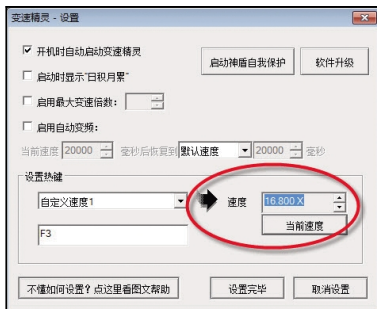 变速精灵 - 设置
开机时自动启动变速精灵
启动神盾自我保护
软件升级
启动时显示"日积月累"
启用最大变速倍数:
启用自动变频:
当前速度 20000 毫秒后恢复到 默认速度 20000 毫秒
设置热键
自定义速度1 速度 16.800 X
F3 当前速度
不懂如何设置? 点这里看图文帮助 设置完毕 取消设置